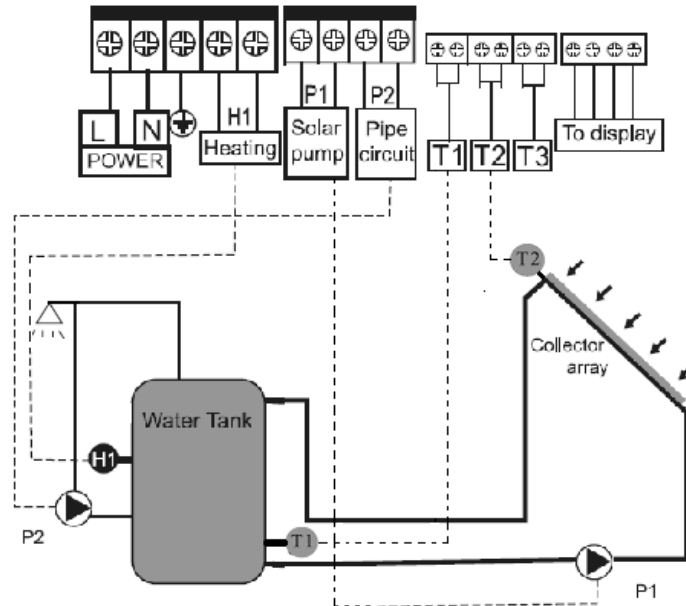 P1 P2
H1
L N
POWER
Heating
Solar
pump
Pipe
circuit
T1 T2 T3
To display
T2
Collector
array
Water Tank
H1
T1
P2
P1